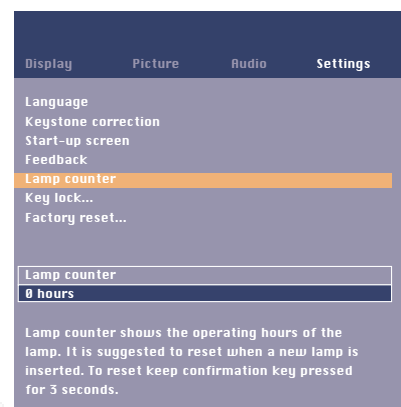 Display Picture Audio Settings
Language
Keystone correction
Start-up screen
Feedback
Lamp counter
Key lock...
Factory reset...
Lamp counter
0 hours
Lamp counter shows the operating hours of the
lamp. It is suggested to reset when a new lamp is
inserted. To reset keep confirmation key pressed
for 3 seconds.